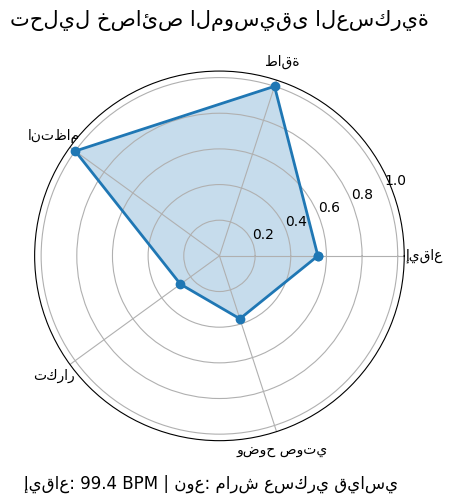 تحليل خصائص الموسيقى العسكرية
طاقة
انتظام
1.0
0.8
0.6
0.4
0.2
إيقاع
تكرار
وضوح صوتي
إيقاع: 99.4 BPM | نوع: مارش عسكري قياسي